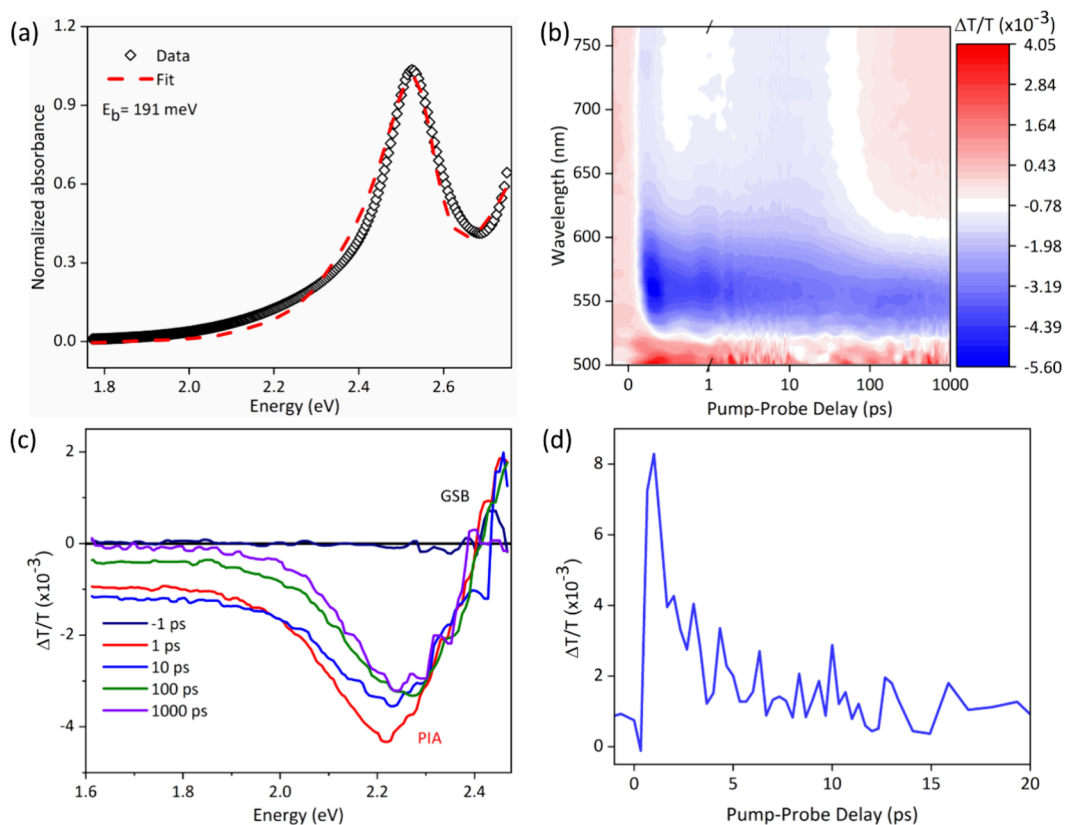 (a)
1.2
0.9
0.6
0.3
0.0
Normalized absorbance
Data
Fit
E_b= 191 meV
1.8
2.0
2.2
2.4
2.6
Energy (eV)
(b)
750
700
650
600
550
500
Wavelength (nm)
0
1
10
100
1000
Pump-Probe Delay (ps)
ΔT/T (x10⁻³)
4.05
2.84
1.64
0.43
-0.78
-1.98
-3.19
-4.39
-5.60
(c)
2
0
-2
-4
ΔT/T (x10⁻³)
GSB
-1 ps
1 ps
10 ps
100 ps
1000 ps
PIA
1.6
1.8
2.0
2.2
2.4
Energy (eV)
(d)
8
6
4
2
0
ΔT/T (x10⁻³)
0
5
10
15
20
Pump-Probe Delay (ps)